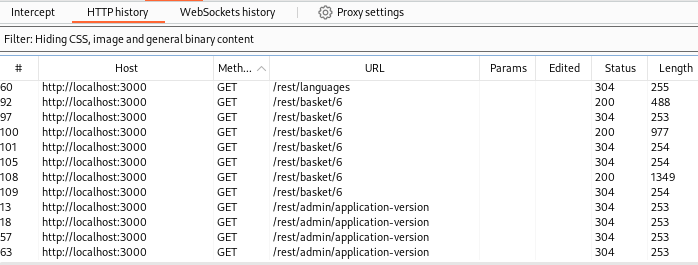 Intercept HTTP history WebSockets history Proxy settings
Filter: Hiding CSS, image and general binary content
# Host Meth... URL Params Edited Status Length
60 http://localhost:3000 GET /rest/languages 304 255
92 http://localhost:3000 GET /rest/basket/6 200 488
97 http://localhost:3000 GET /rest/basket/6 304 253
100 http://localhost:3000 GET /rest/basket/6 200 977
101 http://localhost:3000 GET /rest/basket/6 304 254
105 http://localhost:3000 GET /rest/basket/6 304 254
108 http://localhost:3000 GET /rest/basket/6 200 1349
109 http://localhost:3000 GET /rest/basket/6 304 254
13 http://localhost:3000 GET /rest/admin/application-version 304 253
18 http://localhost:3000 GET /rest/admin/application-version 304 253
57 http://localhost:3000 GET /rest/admin/application-version 304 253
63 http://localhost:3000 GET /rest/admin/application-version 304 253